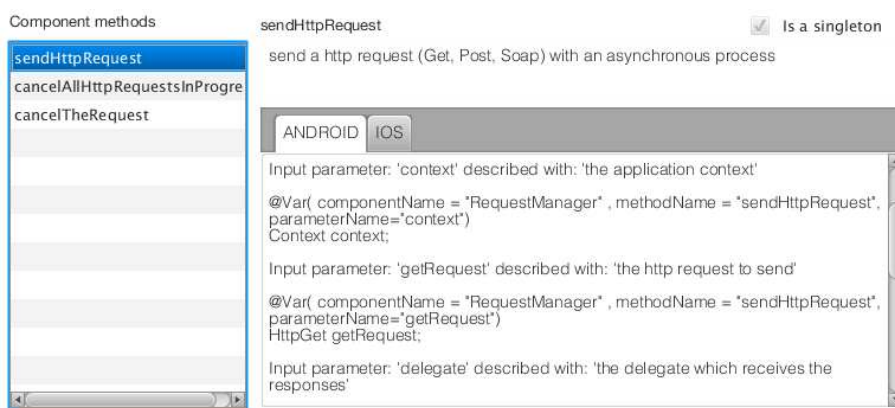 Component methods
sendHttpRequest
cancelAllHttpRequestsInProgre
cancelTheRequest
sendHttpRequest
Is a singleton
send a http request (Get, Post, Soap) with an asynchronous process
ANDROID
IOS
Input parameter: 'context' described with: 'the application context'
@Var( componentName = "RequestManager" , methodName = "sendHttpRequest",
parameterName="context")
Context context;
Input parameter: 'getRequest' described with: 'the http request to send'
@Var( componentName = "RequestManager" , methodName = "sendHttpRequest",
parameterName="getRequest")
HttpGet getRequest;
Input parameter: 'delegate' described with: 'the delegate which receives the
responses'